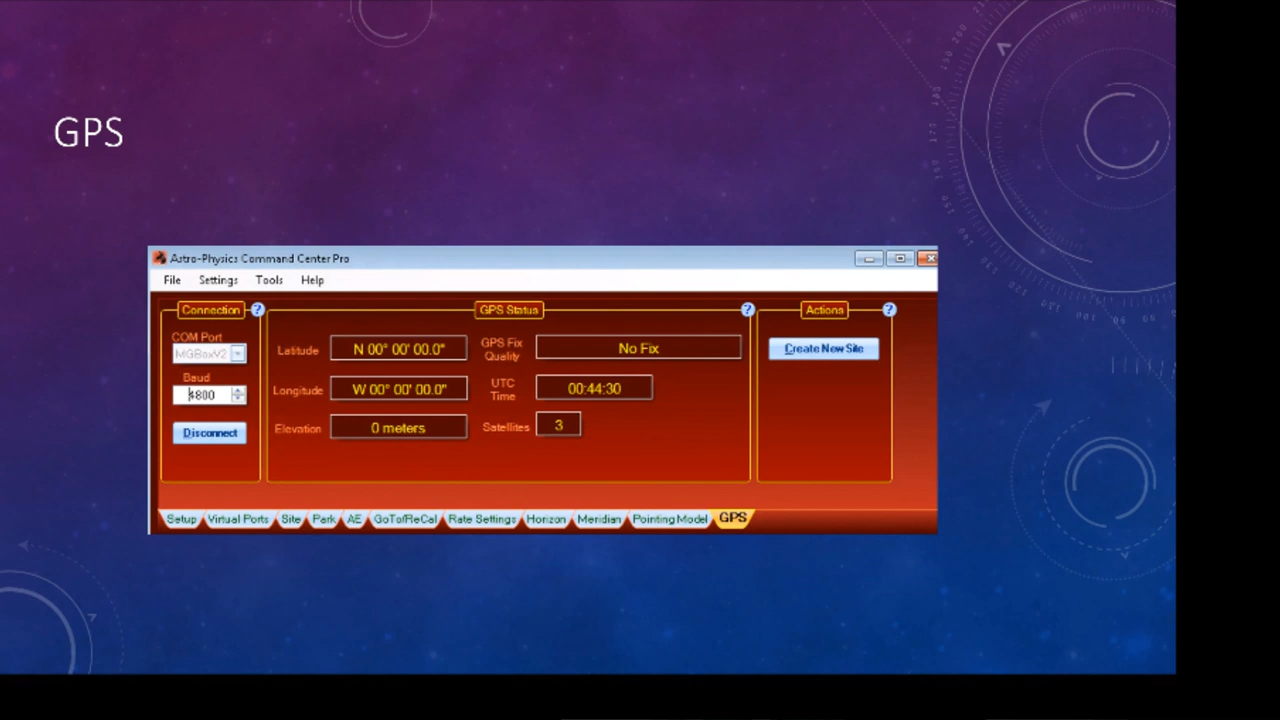 GPS
Astro-Physics Command Center Pro
File Settings Tools Help
Connection ? GPS Status ? Actions ?
COM Port
MGBoxV2
Baud
4800
Disconnect
Latitude N 00° 00' 00.0"
Longitude W 00° 00' 00.0"
Elevation 0 meters
GPS Fix
Quality
No Fix
UTC
Time
00:44:30
Satellites 3
Create New Site
Setup Virtual Ports Site Park AE GoTo/ReCal Rate Settings Horizon Meridian Pointing Model GPS